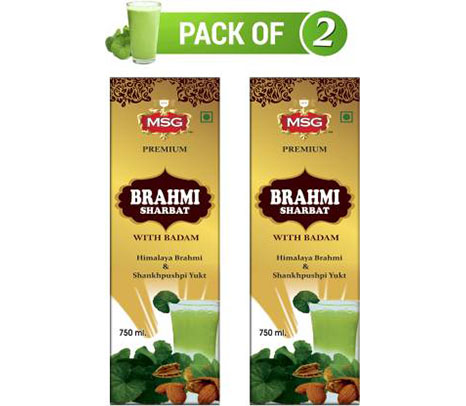 PACK OF 2
MSG
PREMIUM
BRAHMI
SHARBAT
WITH BADAM
Himalaya Brahmi
&
Shankhpushpi Yukt
750 ml.
MSG
PREMIUM
BRAHMI
SHARBAT
WITH BADAM
Himalaya Brahmi
&
Shankhpushpi Yukt
750 ml.